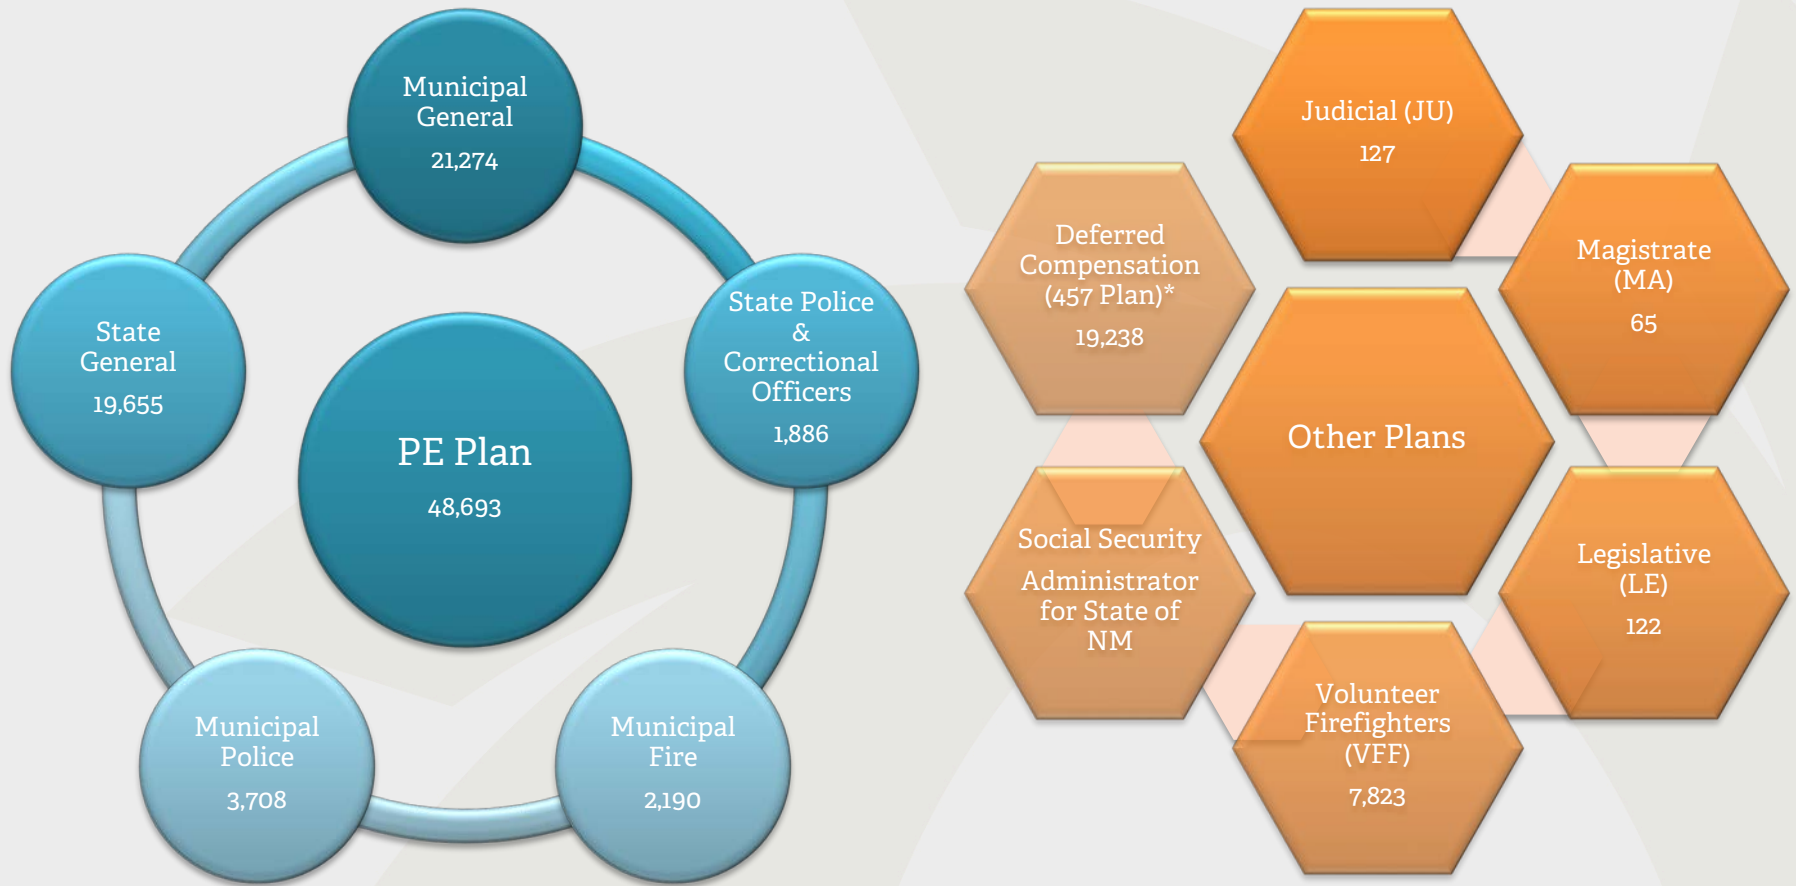 Municipal
General
21,274
State Police
&
Correctional
Officers
1,886
Municipal
Fire
2,190
Municipal
Police
3,708
State
General
19,655
PE Plan
48,693
Judicial (JU)
127
Magistrate
(MA)
65
Legislative
(LE)
122
Volunteer
Firefighters
(VFF)
7,823
Social Security
Administrator
for State of
NM
Deferred
Compensation
(457 Plan)*
19,238
Other Plans